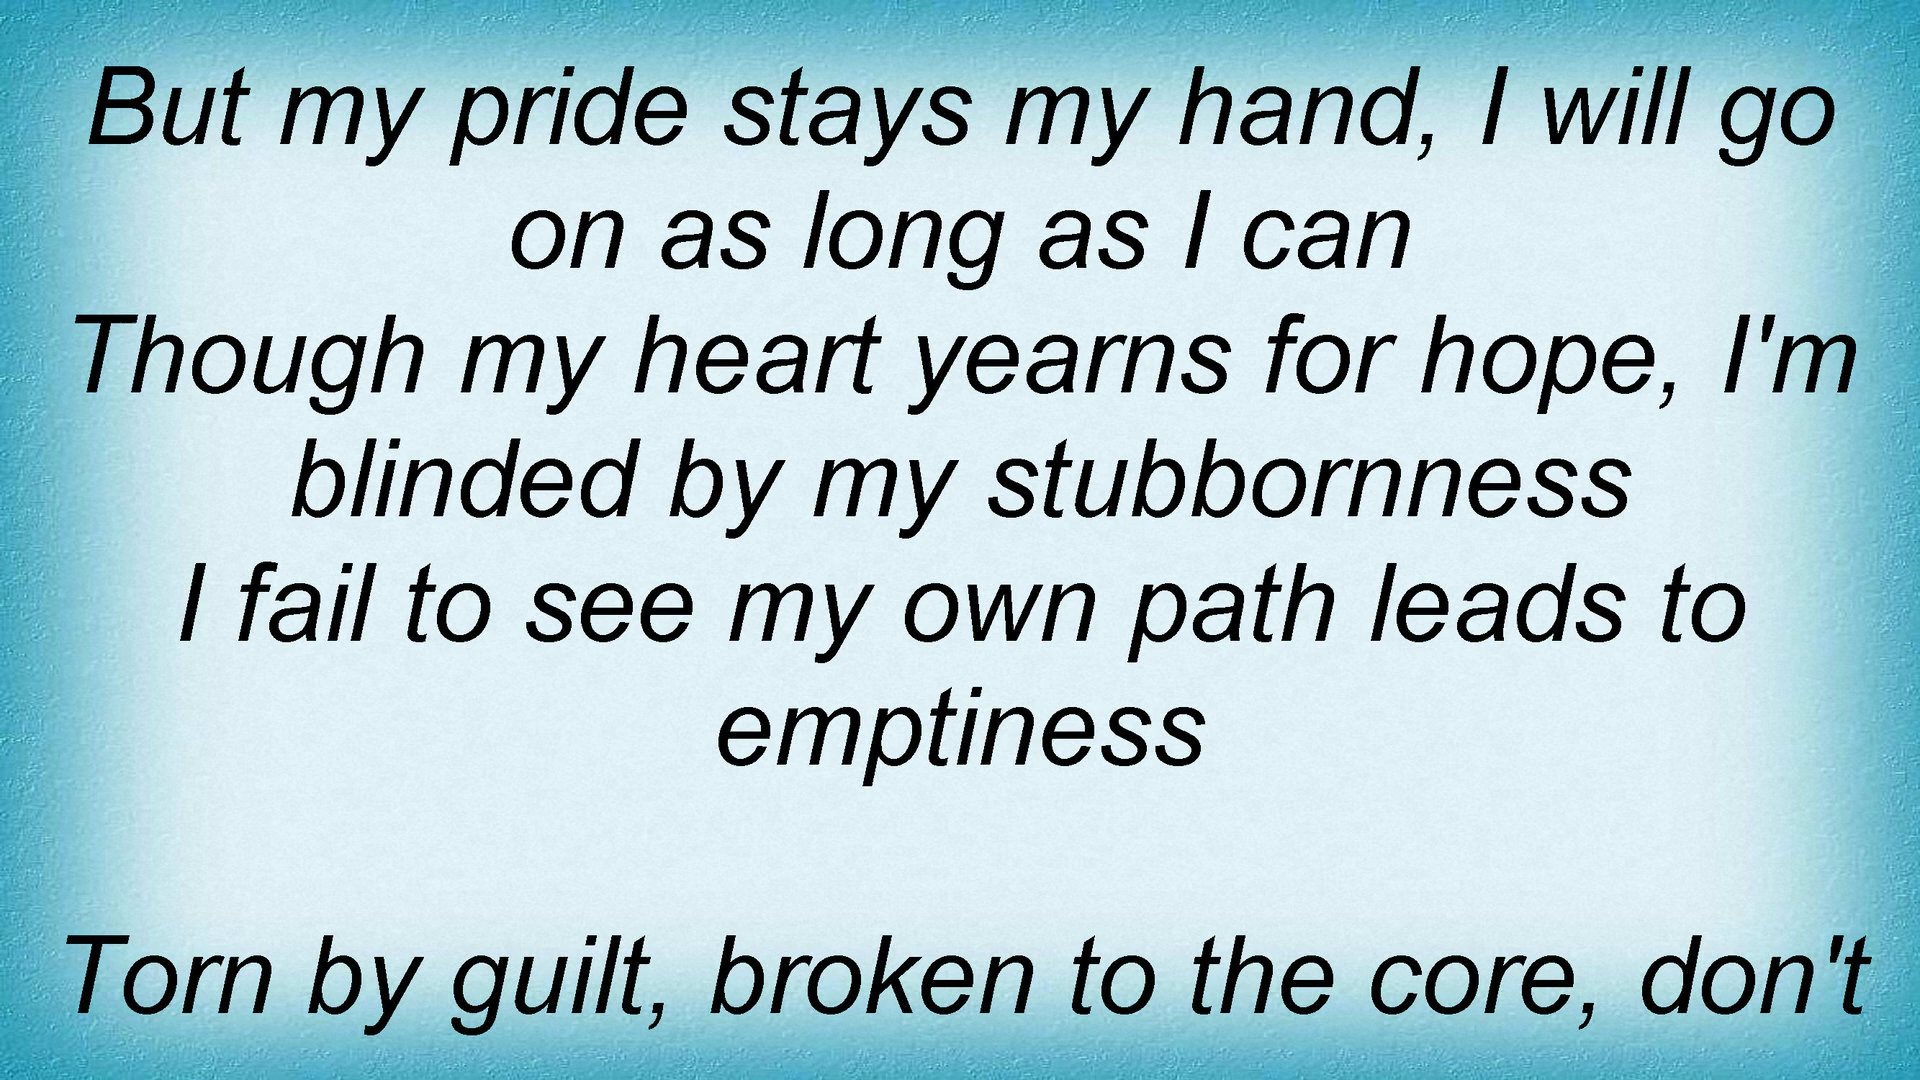 But my pride stays my hand, I will go
on as long as I can
Though my heart yearns for hope, I'm
blinded by my stubbornness
I fail to see my own path leads to
emptiness
Torn by guilt, broken to the core, don't